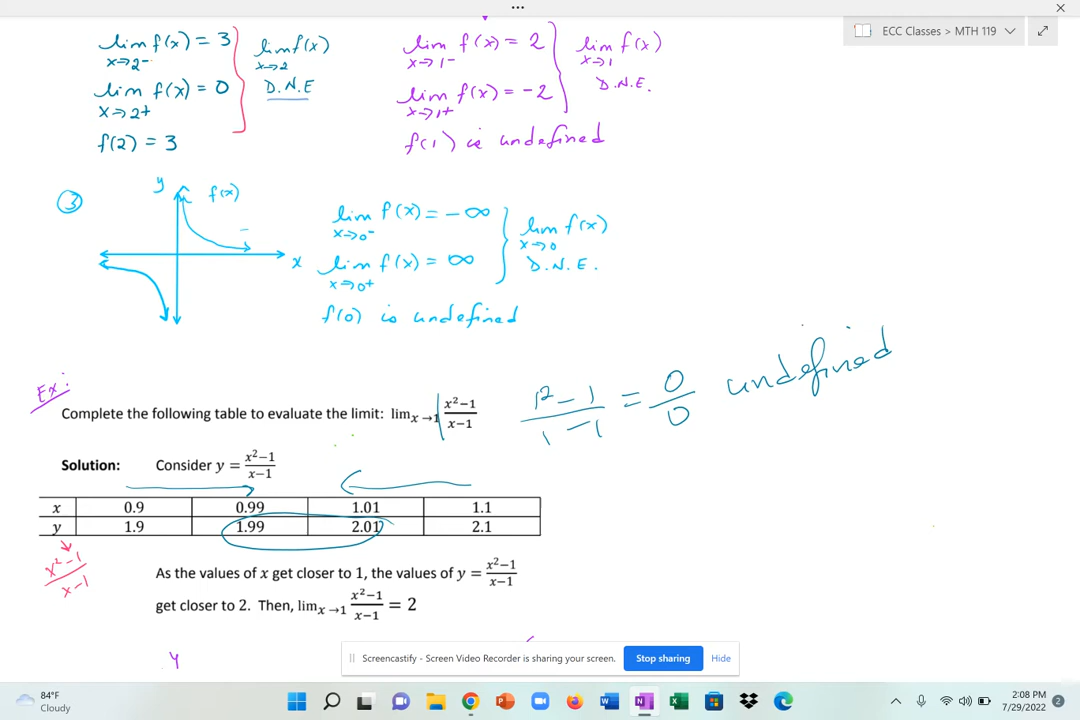 ECC Classes > MTH 119
lim f(x) = 3
x→2-
lim f(x) = 0
x→2+
f(2) = 3
lim f(x)
x→2
D.N.E
lim f(x) = 2
x→1-
lim f(x) = -2
x→1+
f(1) is undefined
lim f(x)
x→1
D.N.E.
3
y
f(x)
x
lim f(x) = -∞
x→0-
lim f(x) = ∞
x→0+
f(0) is undefined
lim f(x)
x→0
D.N.E.
Ex:
Complete the following table to evaluate the limit: lim x→1 x²−1 / x−1
1²-1 / 1-1 = 0/0 undefined
Solution: Consider y = x²−1 / x−1
x 0.9 0.99 1.01 1.1
y 1.9 1.99 2.01 2.1
x²-1 / x-1
As the values of x get closer to 1, the values of y = x²−1 / x−1
get closer to 2. Then, lim x→1 x²−1 / x−1 = 2
y
Screencastify - Screen Video Recorder is sharing your screen. Stop sharing Hide
84°F
Cloudy
2:08 PM
7/29/2022
2